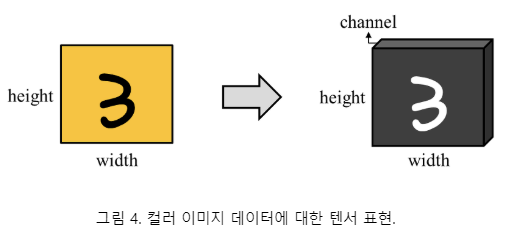 channel
height
3
height
3
width
width
그림 4. 컬러 이미지 데이터에 대한 텐서 표현.